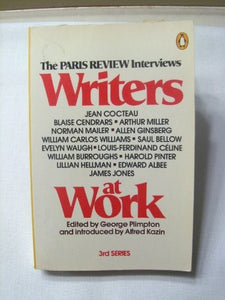 The PARIS REVIEW Interviews
Writers
JEAN COCTEAU
BLAISE CENDRARS • ARTHUR MILLER
NORMAN MAILER • ALLEN GINSBERG
WILLIAM CARLOS WILLIAMS • SAUL BELLOW
EVELYN WAUGH • LOUIS-FERDINAND CÉLINE
WILLIAM BURROUGHS • HAROLD PINTER
LILLIAN HELLMAN • EDWARD ALBEE
JAMES JONES
at
Work
Edited by George Plimpton
and introduced by Alfred Kazin
3rd SERIES